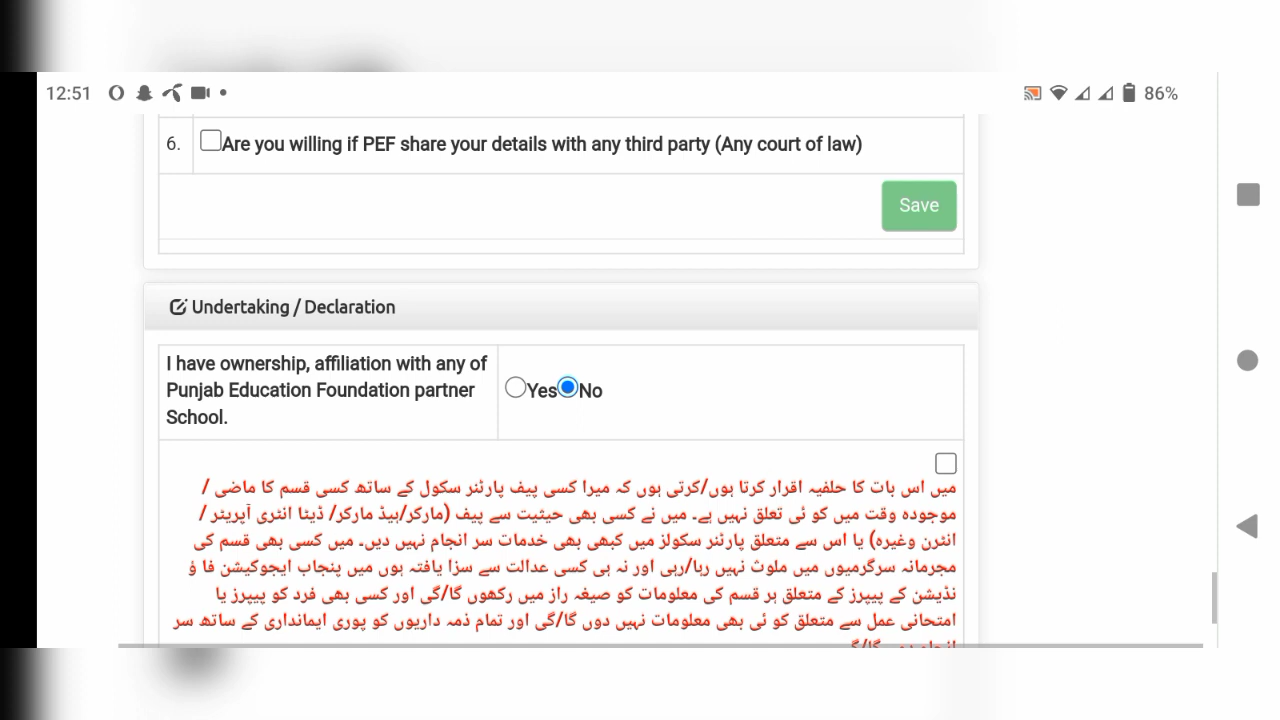 12:51
86%
6. Are you willing if PEF share your details with any third party (Any court of law)
Save
Undertaking / Declaration
I have ownership, affiliation with any of
Punjab Education Foundation partner
School.
Yes No
میں اس بات کا حلفیہ اقرار کرتا ہوں/کرتی ہوں کہ میرا کسی پیف پارٹنر سکول کے ساتھ کسی قسم کا ماضی /
موجودہ وقت میں کو ئی تعلق نہیں ہے۔ میں نے کسی بھی حیثیت سے پیف (مارکر/ہیڈ مارکر/ ڈیٹا انٹری آپریٹر /
انٹرن وغیرہ) یا اس سے متعلق پارٹنر سکولز میں کبھی بھی خدمات سر انجام نہیں دیں۔ میں کسی بھی قسم کی
مجرمانہ سرگرمیوں میں ملوث نہیں رہا/رہی اور نہ ہی کسی عدالت سے سزا یافتہ ہوں میں پنجاب ایجوکیشن فا ؤ
نڈیشن کے پیپرز کے متعلق ہر قسم کی معلومات کو صیغہ راز میں رکھوں گا/گی اور کسی بھی فرد کو پیپرز یا
امتحانی عمل سے متعلق کو ئی بھی معلومات نہیں دوں گا/گی اور تمام ذمہ داریوں کو پوری ایمانداری کے ساتھ سر